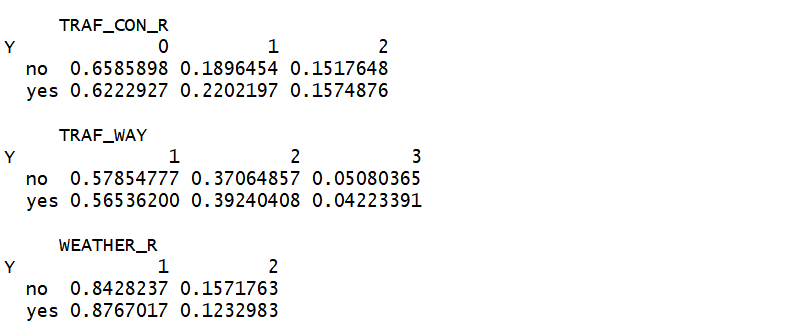 TRAF_CON_R
Y 0 1 2
no 0.6585898 0.1896454 0.1517648
yes 0.6222927 0.2202197 0.1574876
TRAF_WAY
Y 1 2 3
no 0.57854777 0.37064857 0.05080365
yes 0.56536200 0.39240408 0.04223391
WEATHER_R
Y 1 2
no 0.8428237 0.1571763
yes 0.8767017 0.1232983